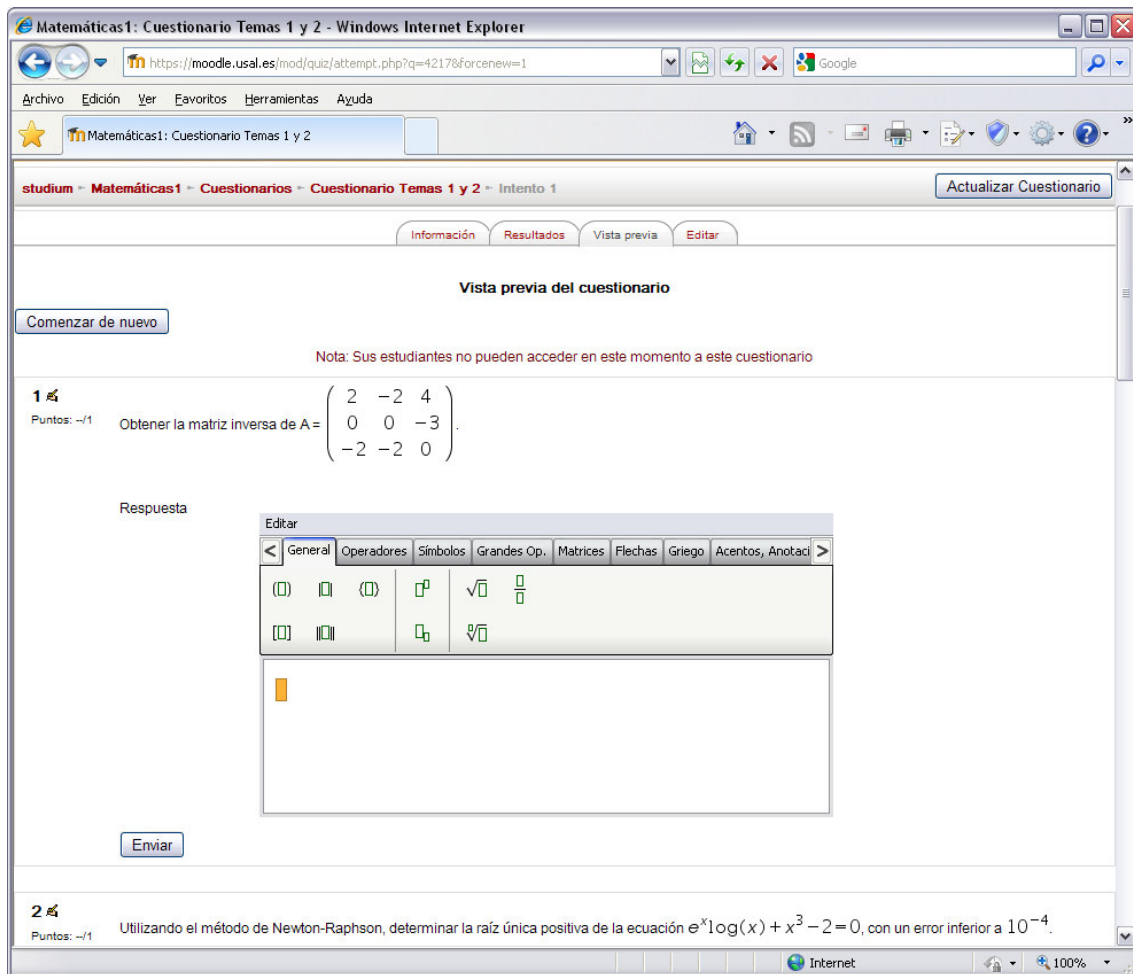 Matemáticas1: Cuestionario Temas 1 y 2 - Windows Internet Explorer
https://moodle.usal.es/mod/quiz/attempt.php?q=4217&forcenew=1
Google
Archivo Edición Ver Favoritos Herramientas Ayuda
Matemáticas1: Cuestionario Temas 1 y 2
studium Matemáticas1 Cuestionarios Cuestionario Temas 1 y 2 Intento 1 Actualizar Cuestionario
Información Resultados Vista previa Editar
Vista previa del cuestionario
Comenzar de nuevo
Nota: Sus estudiantes no pueden acceder en este momento a este cuestionario
1
Puntos: --/1
2 −2 4
Obtener la matriz inversa de A = 0 0 −3 .
−2 −2 0
Respuesta
Editar
< General Operadores Símbolos Grandes Op. Matrices Flechas Griego Acentos, Anotaci >
Enviar
2
Puntos: --/1
Utilizando el método de Newton-Raphson, determinar la raíz única positiva de la ecuación eˣlog(x) + x³ − 2 = 0, con un error inferior a 10⁻⁴.
Internet 100%